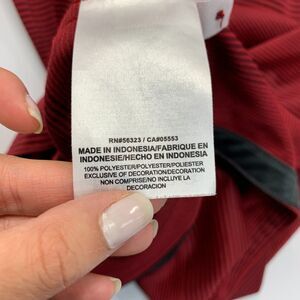 RN#56323 / CA#05553
MADE IN INDONESIA/FABRIQUE EN
INDONESIE/HECHO EN INDONESIA
100% POLYESTER/POLYESTER/POLIESTER
EXCLUSIVE OF DECORATION/DECORATION
NON COMPRISE/NO INCLUYE LA
DECORACION